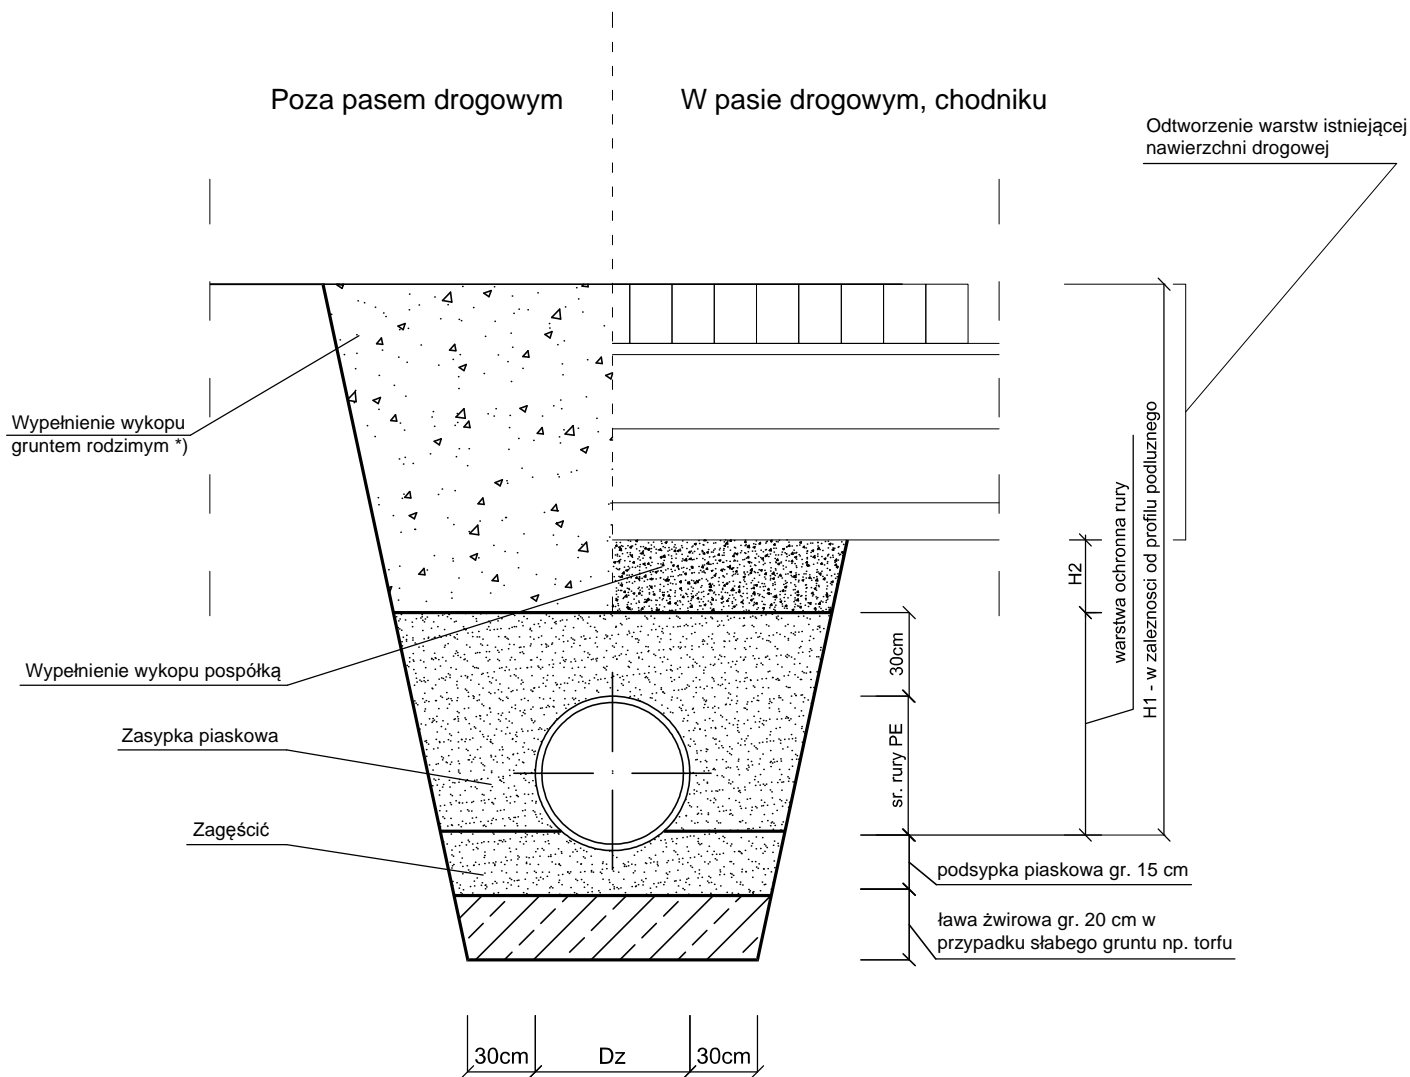 Poza pasem drogowym
W pasie drogowym, chodniku
Odtworzenie warstw istniejącej
nawierzchni drogowej
Wypełnienie wykopu
gruntem rodzimym *)
Wypełnienie wykopu pospółką
Zasypka piaskowa
Zagęścić
30cm
sr. rury PE
H2
warstwa ochronna rury
H1 - w zaleznosci od profilu podluznego
podsypka piaskowa gr. 15 cm
ława żwirowa gr. 20 cm w
przypadku słabego gruntu np. torfu
30cm
Dz
30cm